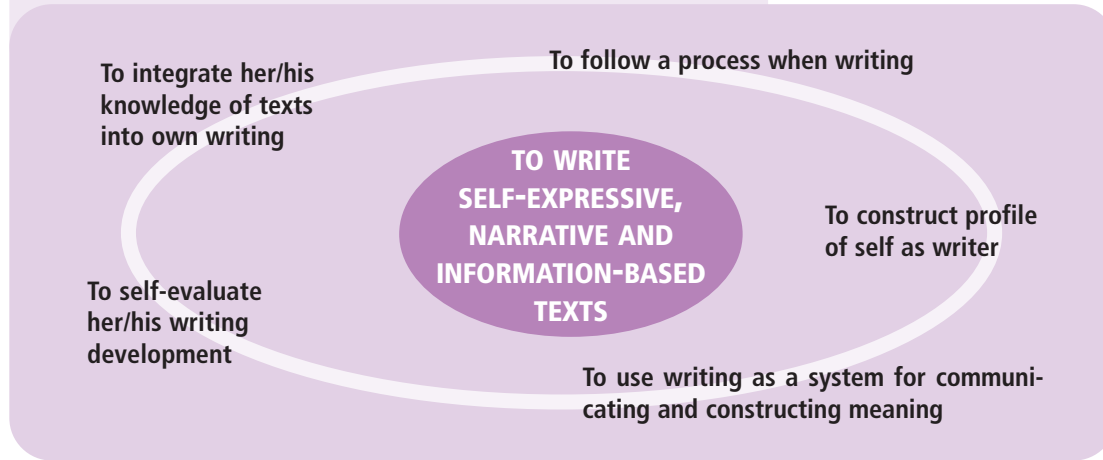 To follow a process when writing
To integrate her/his
knowledge of texts
into own writing
TO WRITE
SELF-EXPRESSIVE,
NARRATIVE AND
INFORMATION-BASED
TEXTS
To construct profile
of self as writer
To self-evaluate
her/his writing
development
To use writing as a system for communi-
cating and constructing meaning